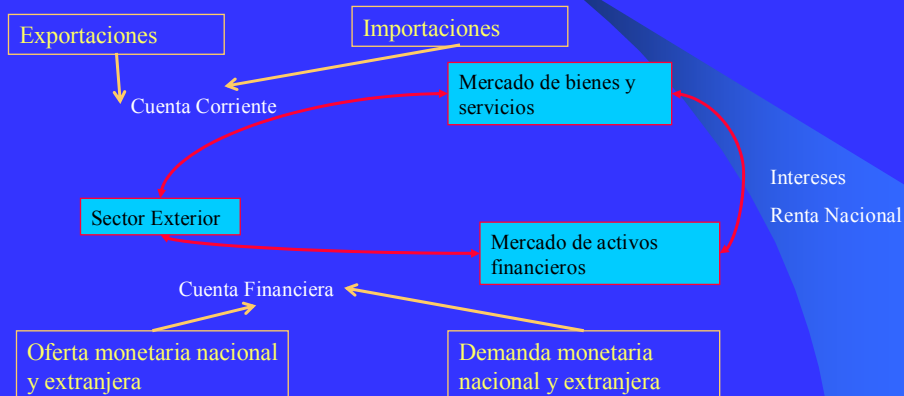 Exportaciones
Importaciones
Cuenta Corriente
Mercado de bienes y
servicios
Intereses
Renta Nacional
Sector Exterior
Mercado de activos
financieros
Cuenta Financiera
Oferta monetaria nacional
y extranjera
Demanda monetaria
nacional y extranjera